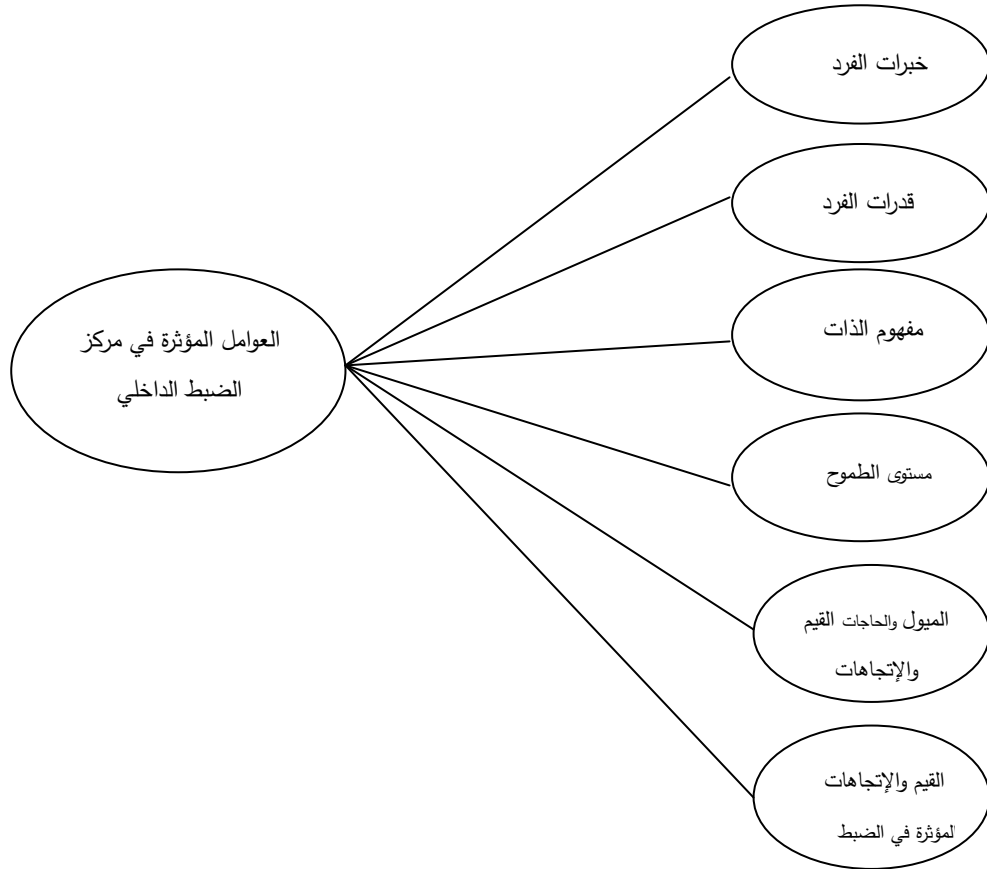 خبرات الفرد
قدرات الفرد
مفهوم الذات
مستوى الطموح
الميول والحاجات القيم
والإتجاهات
القيم والإتجاهات
المؤثرة في الضبط
العوامل المؤثرة في مركز
الضبط الداخلي